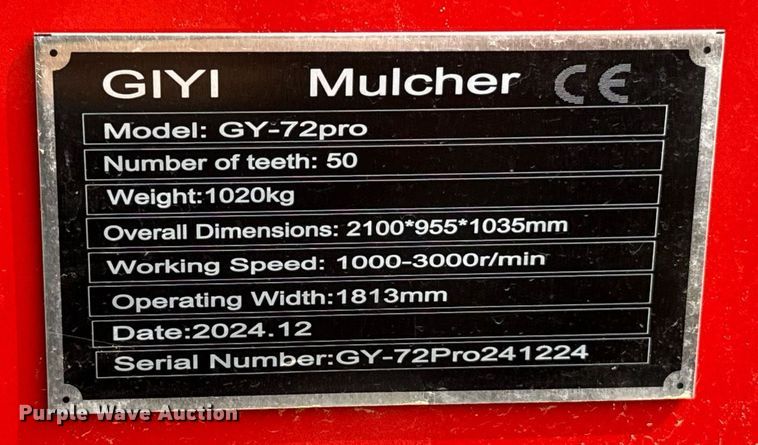 GIYI Mulcher CE
Model: GY-72pro
Number of teeth: 50
Weight:1020kg
Overall Dimensions: 2100*955*1035mm
Working Speed: 1000-3000r/min
Operating Width:1813mm
Date:2024.12
Serial Number:GY-72Pro241224
Purple Wave Auction